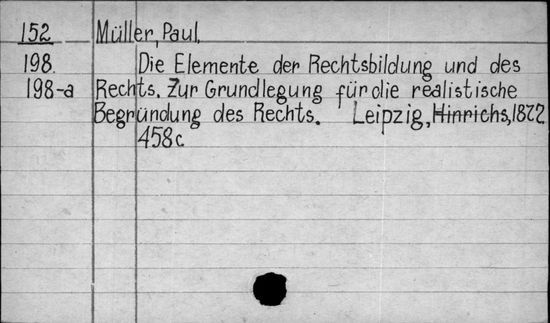 152 Müller, Paul.
198. Die Elemente der Rechtsbildung und des
198-a Rechts. Zur Grundlegung für die realistische
Begründung des Rechts. Leipzig, Hinrichs, 1877
458c